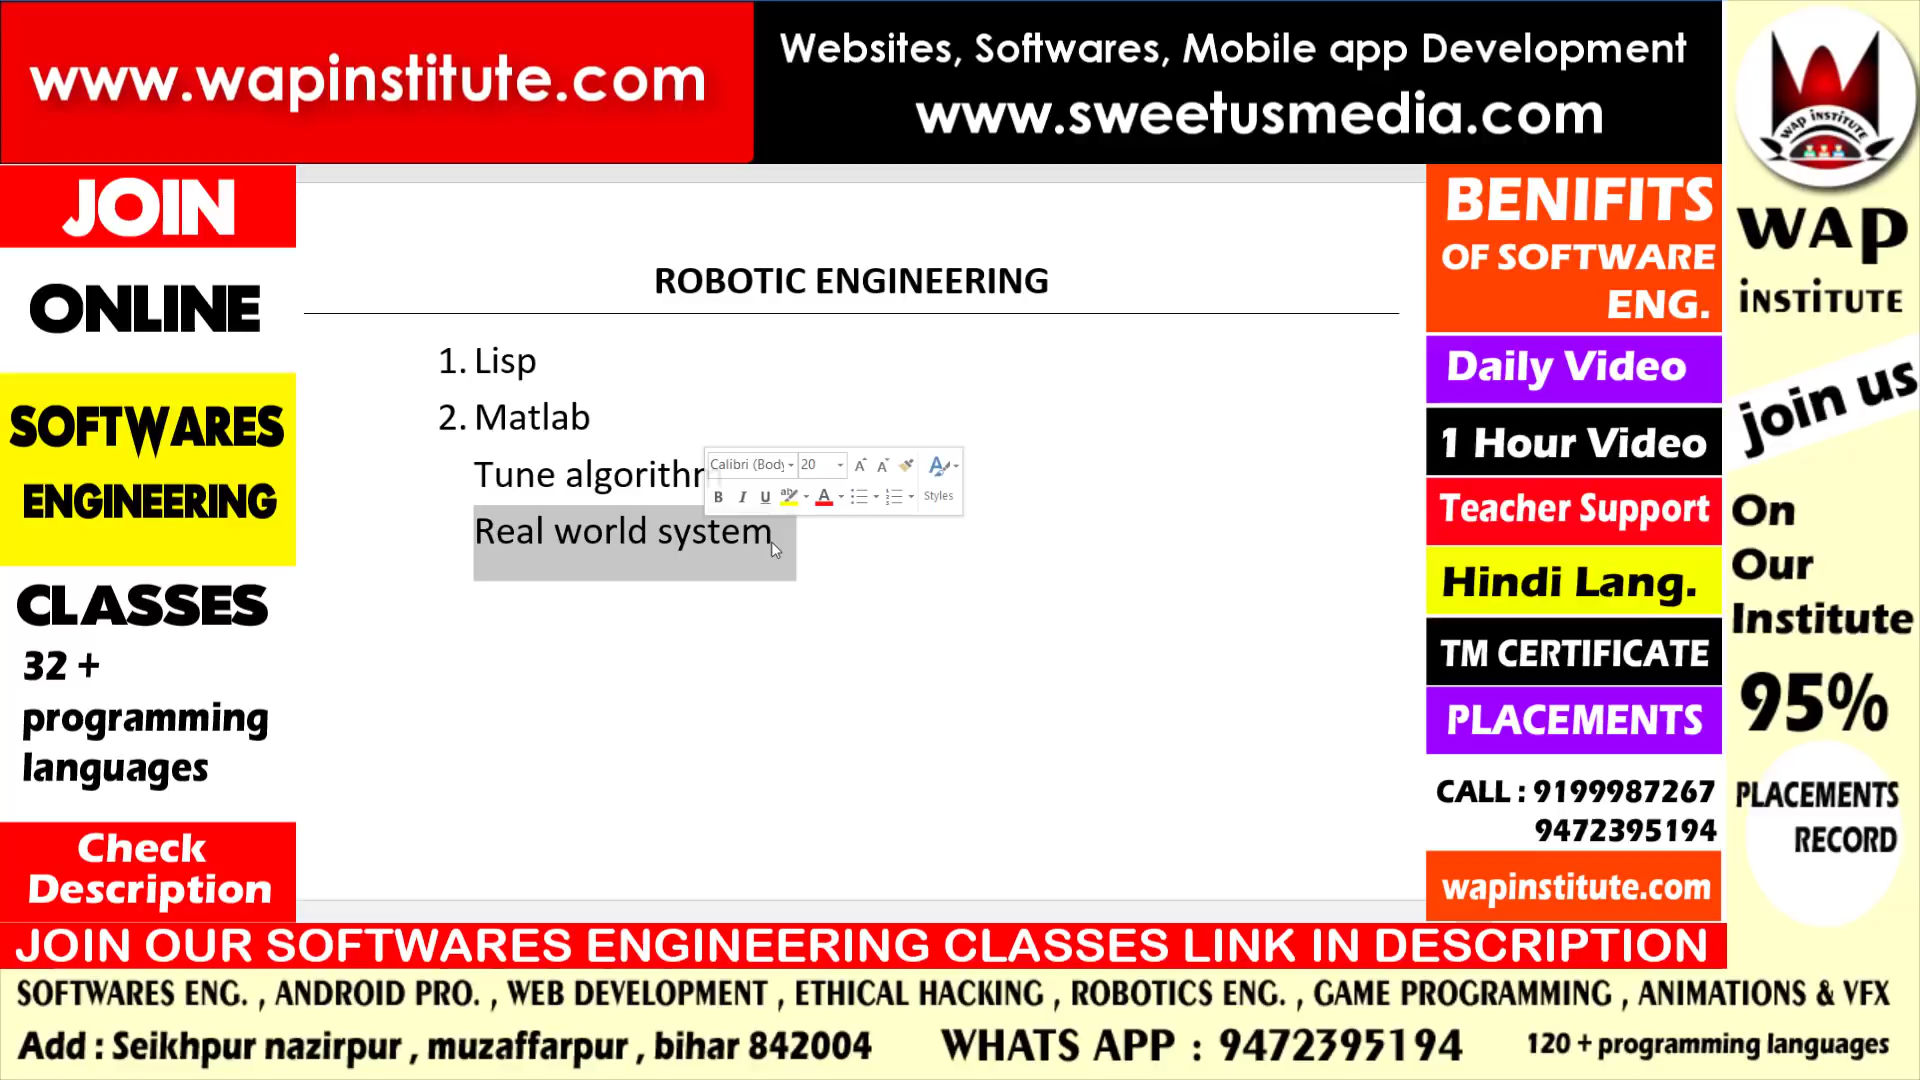 www.wapinstitute.com
Websites, Softwares, Mobile app Development
www.sweetusmedia.com
WAP INSTITUTE
JOIN
ONLINE
SOFTWARES
ENGINEERING
CLASSES
32 +
programming
languages
Check
Description
ROBOTIC ENGINEERING
1. Lisp
2. Matlab
Tune algorithm
Real world system
Calibri (Body
20
B I U
Styles
BENIFITS
OF SOFTWARE
ENG.
Daily Video
1 Hour Video
Teacher Support
Hindi Lang.
TM CERTIFICATE
PLACEMENTS
CALL : 9199987267
9472395194
wapinstitute.com
WAP
INSTITUTE
join us
On
Our
Institute
95%
PLACEMENTS
RECORD
JOIN OUR SOFTWARES ENGINEERING CLASSES LINK IN DESCRIPTION
SOFTWARES ENG. , ANDROID PRO. , WEB DEVELOPMENT , ETHICAL HACKING , ROBOTICS ENG. , GAME PROGRAMMING , ANIMATIONS & VFX
Add : Seikhpur nazirpur , muzaffarpur , bihar 842004 WHATS APP : 9472395194 120 + programming languages